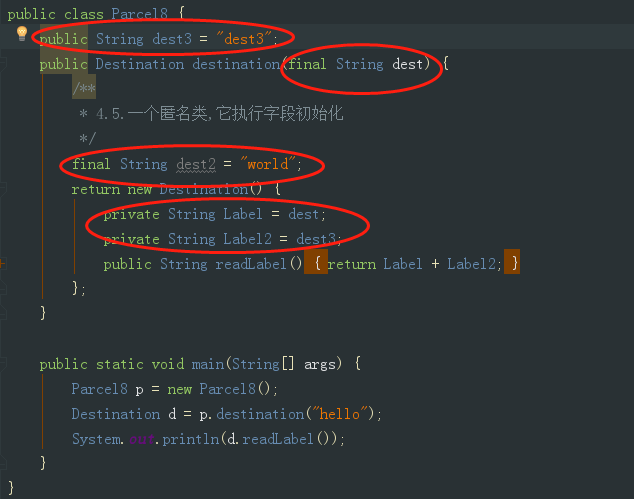 public class Parcel8 {
public String dest3 = "dest3";
public Destination destination(final String dest) {
/**
* 4.5.一个匿名类,它执行字段初始化
*/
final String dest2 = "world";
return new Destination() {
private String Label = dest;
private String Label2 = dest3;
public String readLabel() { return Label + Label2; }
};
}
public static void main(String[] args) {
Parcel8 p = new Parcel8();
Destination d = p.destination("hello");
System.out.println(d.readLabel());
}
}